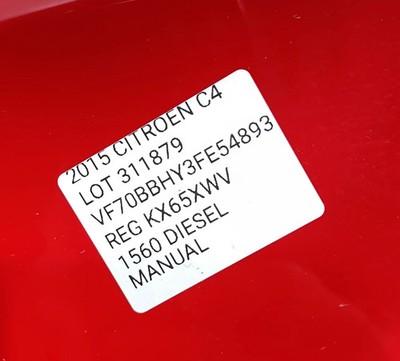 2015 CITROEN C4
LOT 311879
VF70BBHY3FE54893
REG KX65XWV
1560 DIESEL
MANUAL